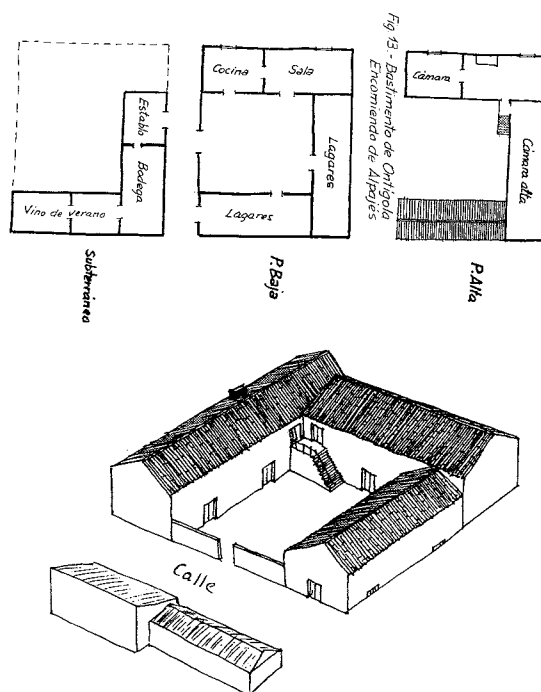 Fig. 13.- Bastimento de Ontígola
Encomienda de Alpajés
Cocina
Sala
Lagares
Lagares
P.Baja
Cámara
Cámara alta
P.Alta
Establo
Bodega
Vino de verano
Subterráneo
Calle